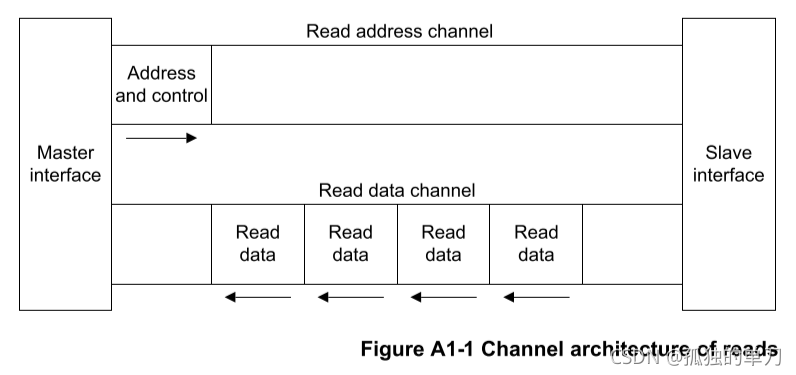 Read address channel
Address
and control
Master
interface
Slave
interface
Read data channel
Read
data
Read
data
Read
data
Read
data
Figure A1-1 Channel architecture of reads
CSDN @孤独的单刀